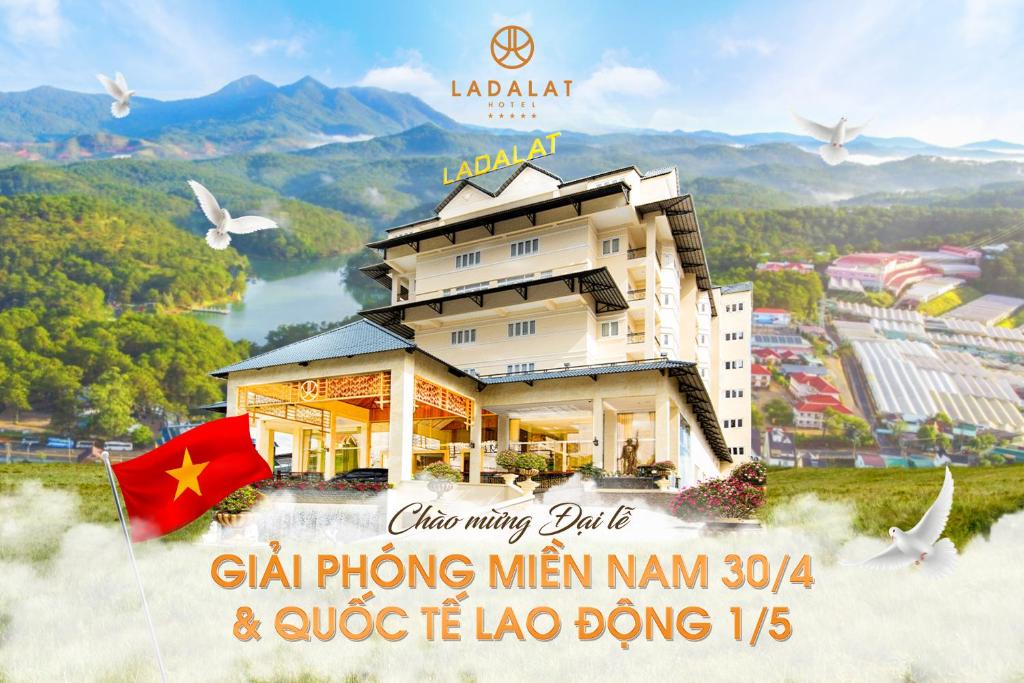 LADALAT
HOTEL
★★★★★
LADALAT
Chào mừng Đại lễ
GIẢI PHÓNG MIỀN NAM 30/4
& QUỐC TẾ LAO ĐỘNG 1/5